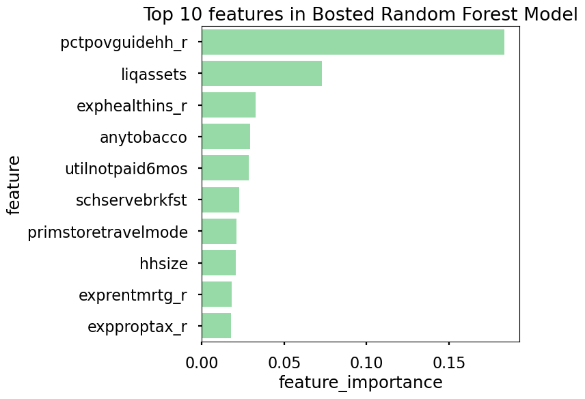 Top 10 features in Bosted Random Forest Model
feature
pctpovguidehh_r
liqassets
exphealthins_r
anytobacco
utilnotpaid6mos
schservebrkfst
primstoretravelmode
hhsize
exprentmrtg_r
expproptax_r
0.00 0.05 0.10 0.15
feature_importance